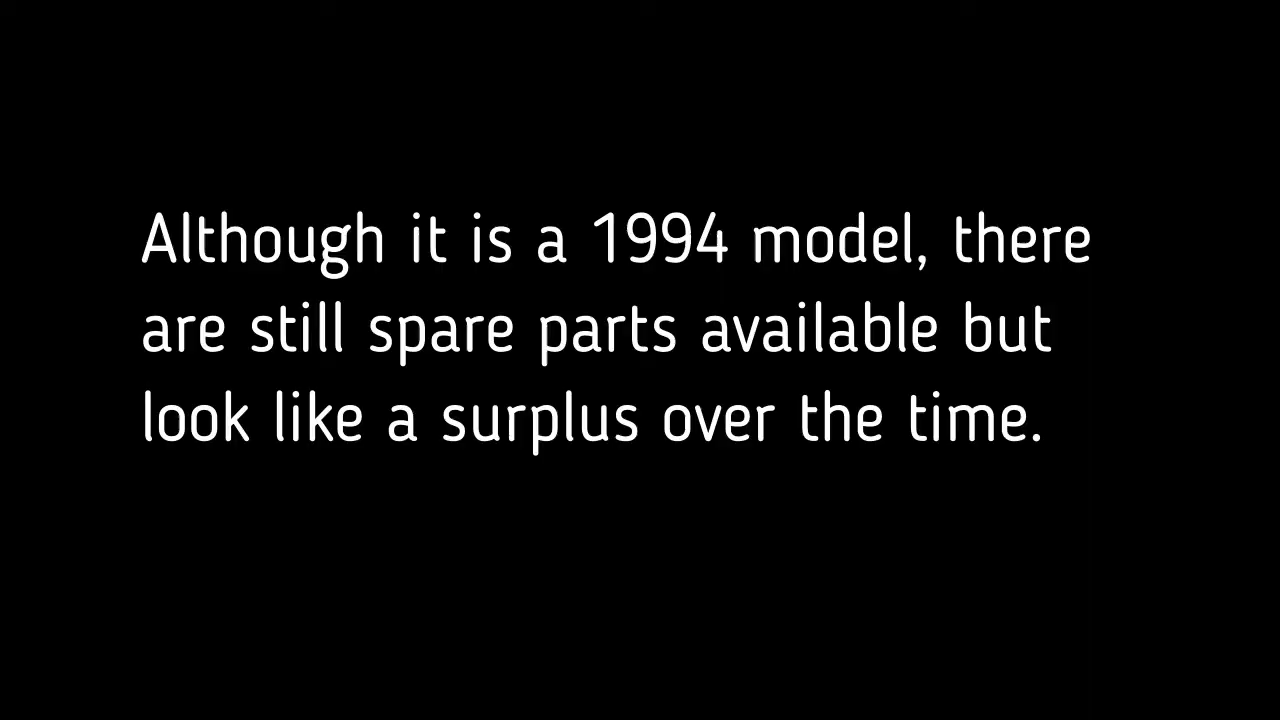 Although it is a 1994 model, there
are still spare parts available but
look like a surplus over the time.